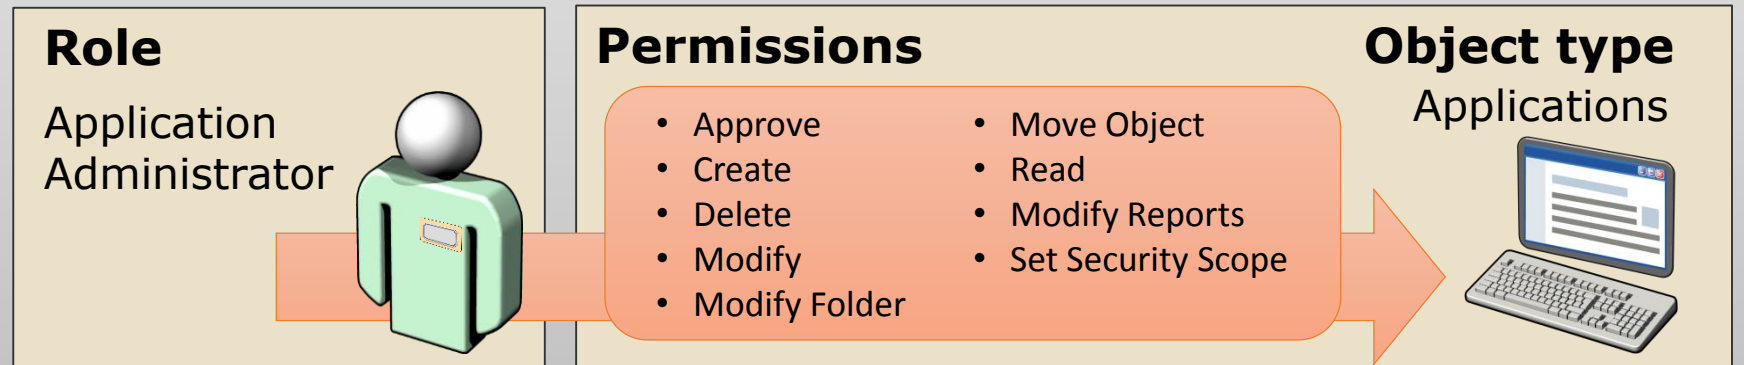 Role
Application
Administrator
Permissions
• Approve
• Create
• Delete
• Modify
• Modify Folder
• Move Object
• Read
• Modify Reports
• Set Security Scope
Object type
Applications